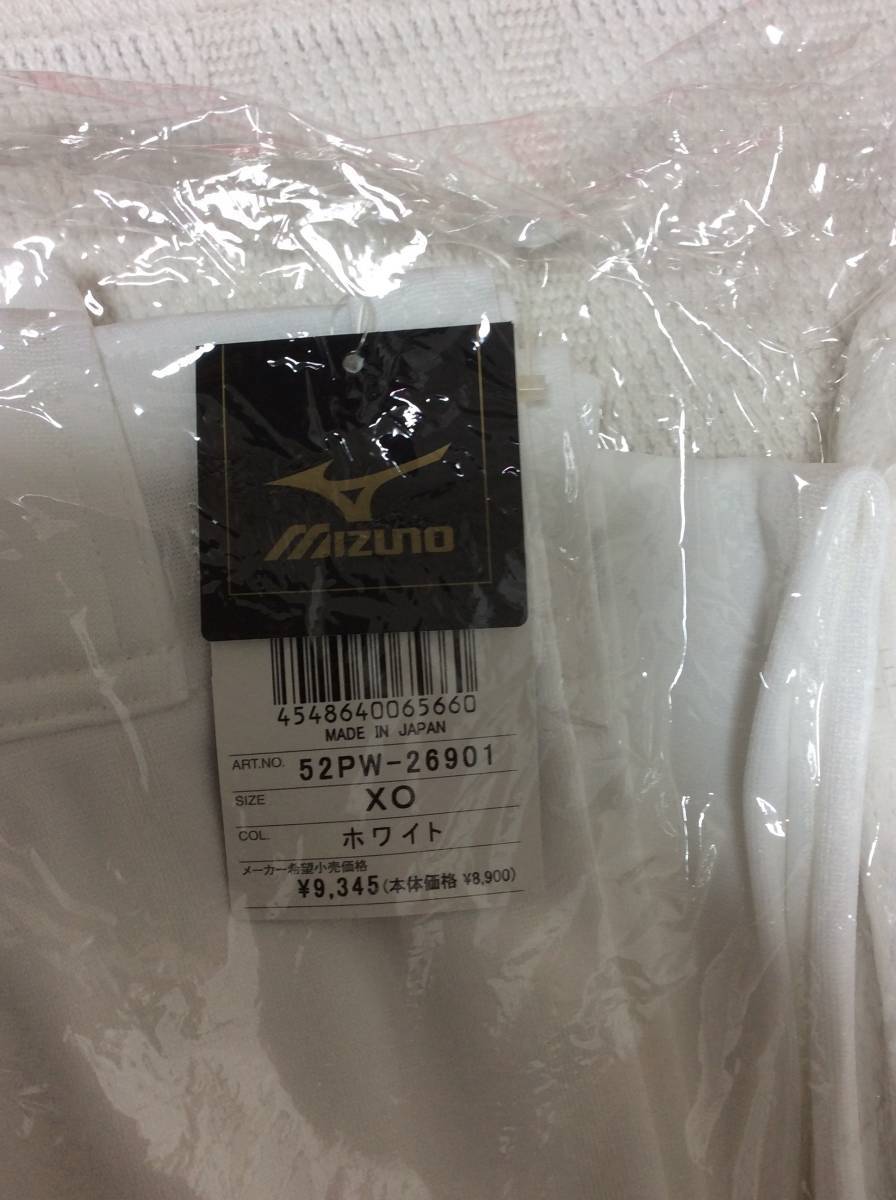 MIZUNO
4548640065660
MADE IN JAPAN
ART.NO. 52PW-26901
SIZE XO
COL. ホワイト
メーカー希望小売価格
¥9,345(本体価格 ¥8,900)